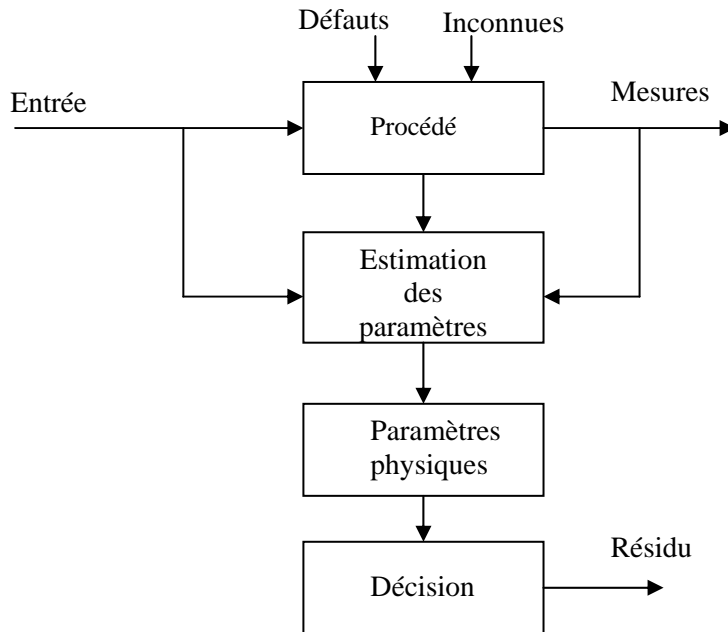 Défauts
Inconnues
Entrée
Mesures
Procédé
Estimation
des
paramètres
Paramètres
physiques
Résidu
Décision